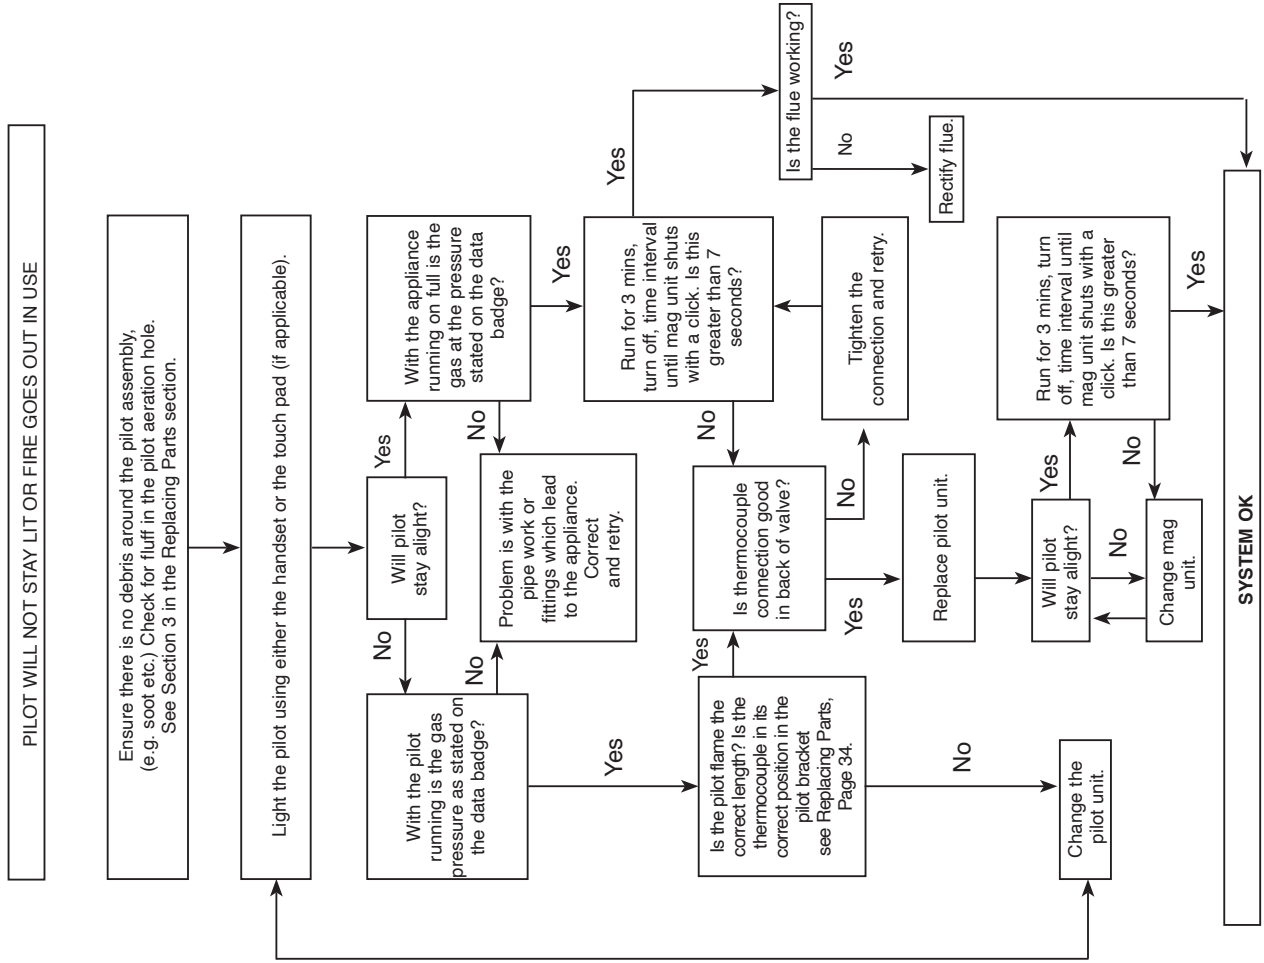 PILOT WILL NOT STAY LIT OR FIRE GOES OUT IN USE
Ensure there is no debris around the pilot assembly,
(e.g. soot etc.) Check for fluff in the pilot aeration hole.
See Section 3 in the Replacing Parts section.
Light the pilot using either the handset or the touch pad (if applicable).
Will pilot
stay alight?
No
Yes
With the pilot
running is the gas
pressure as stated on
the data badge?
With the appliance
running on full is the
gas at the pressure
stated on the data
badge?
No
No
Problem is with the
pipe work or
fittings which lead
to the appliance.
Correct
and retry.
Yes
Yes
Run for 3 mins,
turn off, time interval
until mag unit shuts
with a click. Is this
greater than 7
seconds?
Yes
Is the flue working?
No
Yes
Rectify flue.
Is the pilot flame the
correct length? Is the
thermocouple in its
correct position in the
pilot bracket
see Replacing Parts,
Page 34.
Yes
No
Is thermocouple
connection good
in back of valve?
No
Tighten the
connection and retry.
Yes
Replace pilot unit.
No
Change the
pilot unit.
Will pilot
stay alight?
Yes
No
Change mag
unit.
Run for 3 mins, turn
off, time interval until
mag unit shuts with a
click. Is this greater
than 7 seconds?
No
Yes
SYSTEM OK